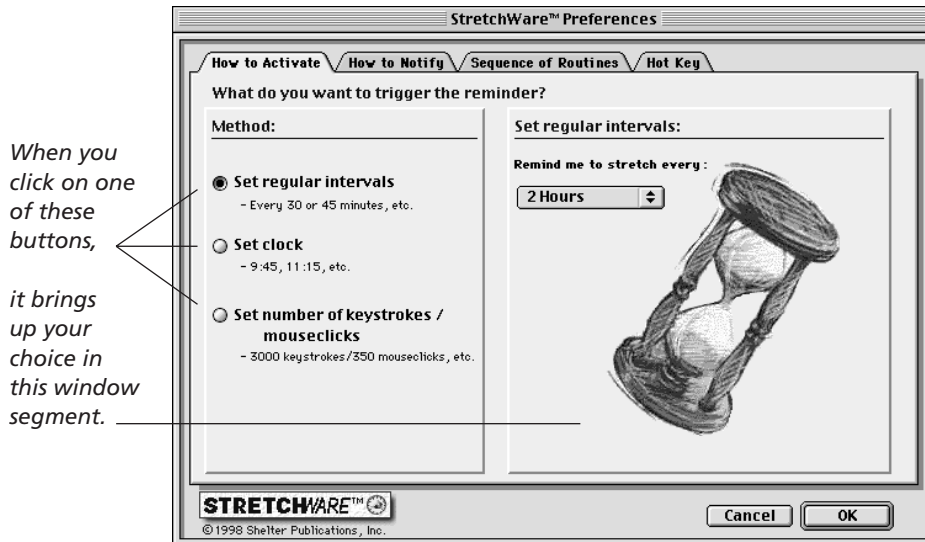 StretchWare™ Preferences
How to Activate How to Notify Sequence of Routines Hot Key
What do you want to trigger the reminder?
Method:
Set regular intervals
- Every 30 or 45 minutes, etc.
Set clock
- 9:45, 11:15, etc.
Set number of keystrokes /
mouseclicks
- 3000 keystrokes/350 mouseclicks, etc.
Set regular intervals:
Remind me to stretch every:
2 Hours
When you
click on one
of these
buttons,
it brings
up your
choice in
this window
segment.
STRETCHWARE™
©1998 Shelter Publications, Inc.
Cancel OK